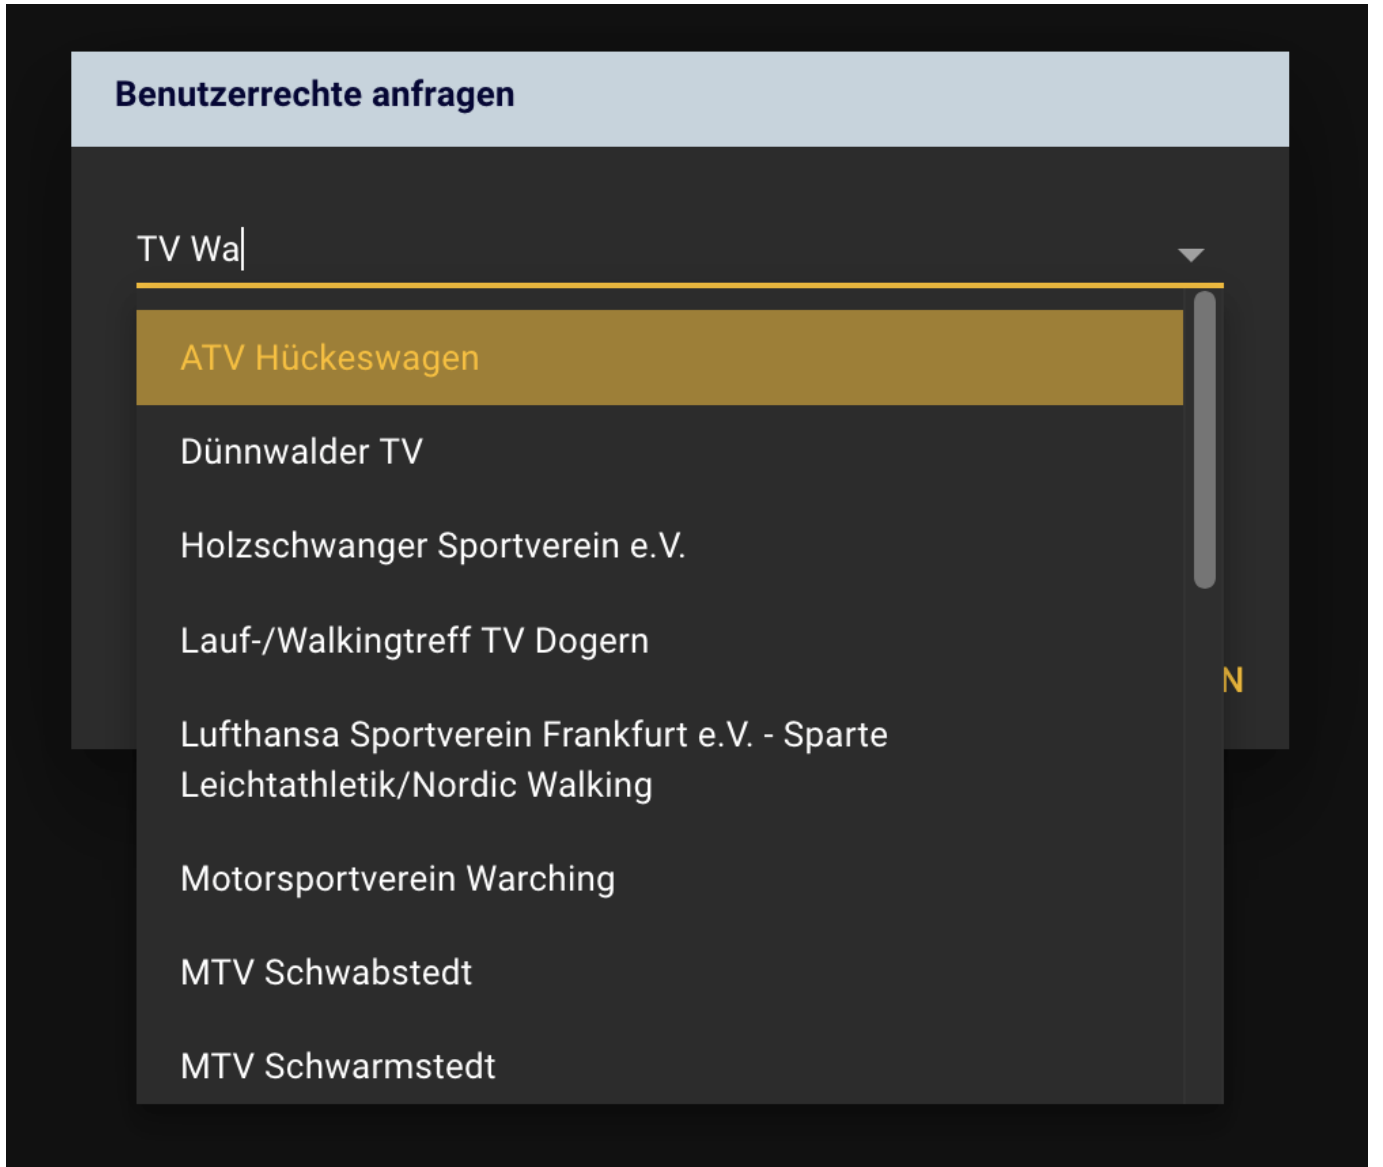 Benutzerrechte anfragen
TV Wa
ATV Hückeswagen
Dünnwalder TV
Holzschwanger Sportverein e.V.
Lauf-/Walkingtreff TV Dogern
N
Lufthansa Sportverein Frankfurt e.V. - Sparte
Leichtathletik/Nordic Walking
Motorsportverein Warching
MTV Schwabstedt
MTV Schwarmstedt